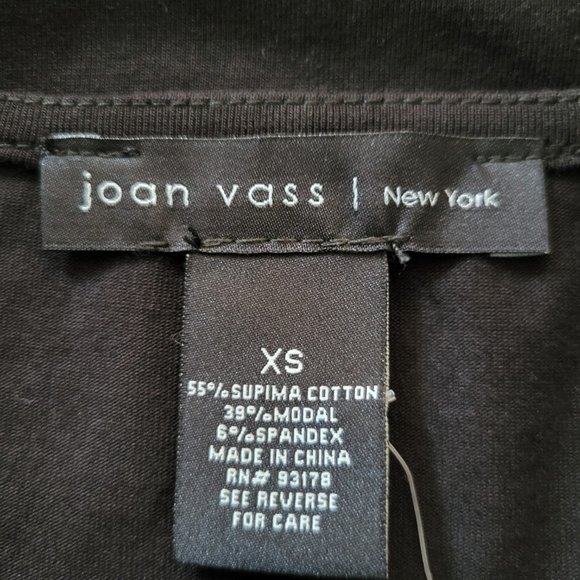 joan vass | New York
XS
55%SUPIMA COTTON
39%MODAL
6%SPANDEX
MADE IN CHINA
RN# 93178
SEE REVERSE
FOR CARE